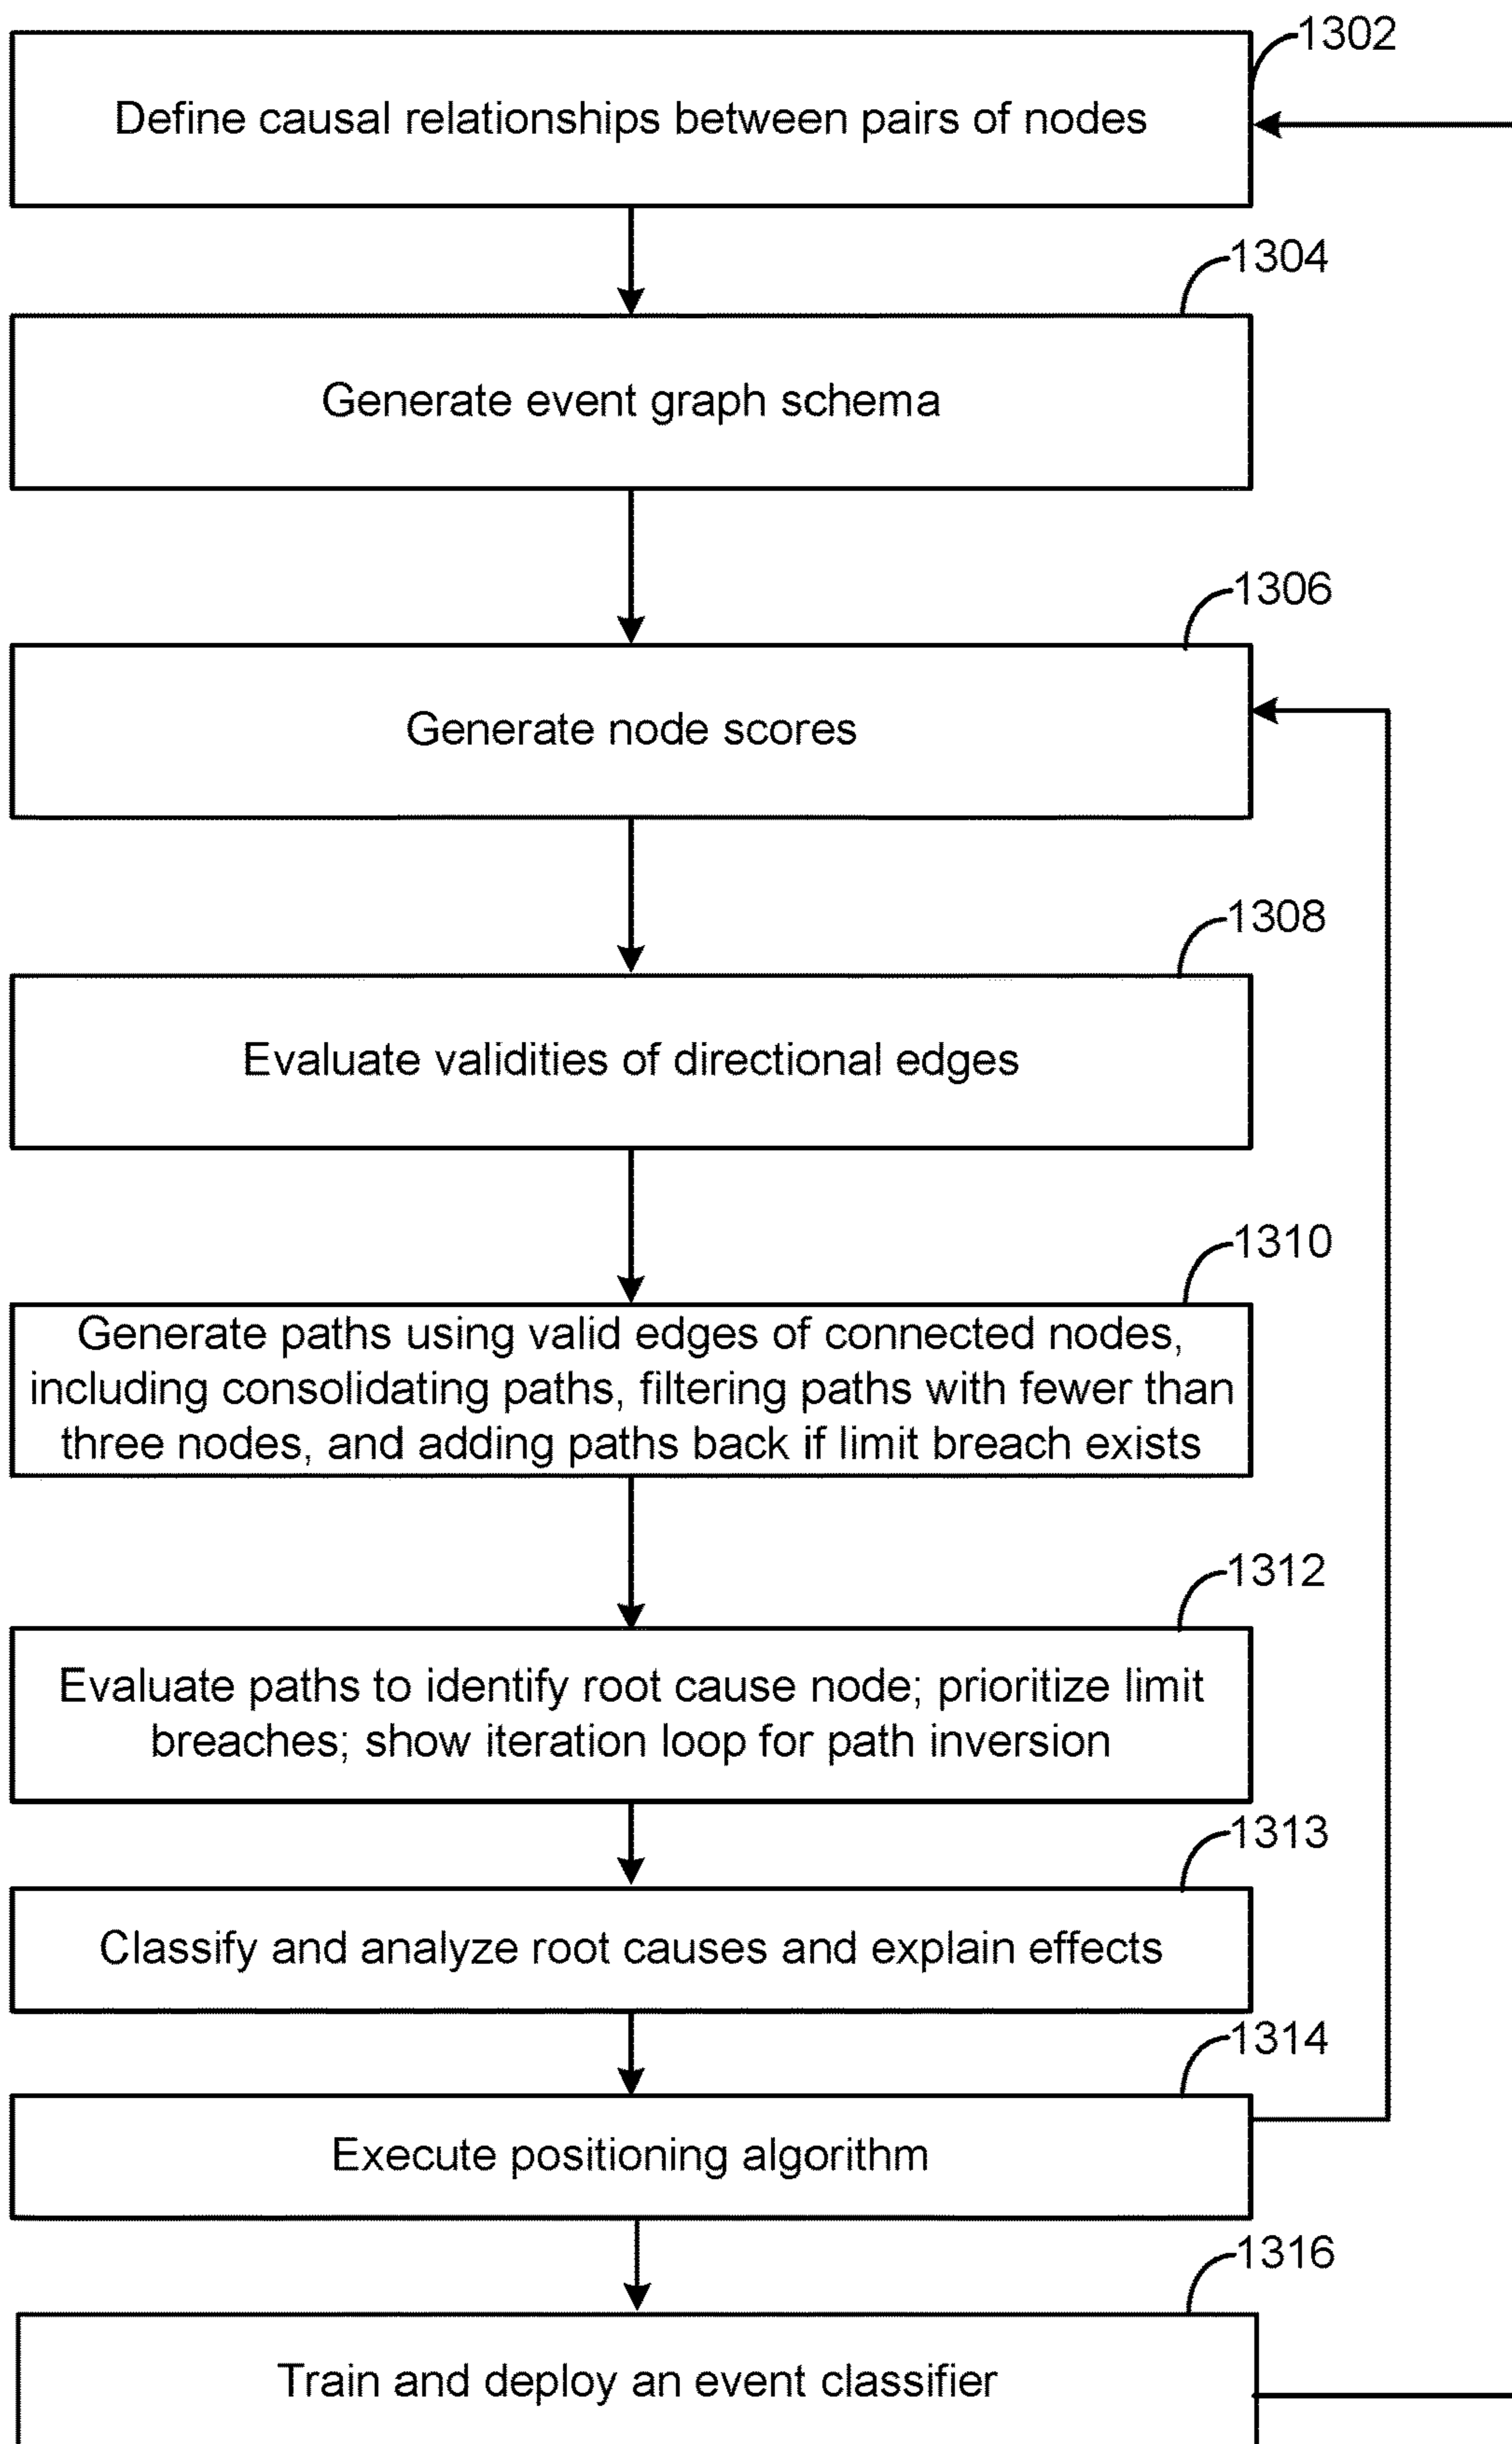 1302
Define causal relationships between pairs of nodes
1304
Generate event graph schema
1306
Generate node scores
1308
Evaluate validities of directional edges
1310
Generate paths using valid edges of connected nodes,
including consolidating paths, filtering paths with fewer than
three nodes, and adding paths back if limit breach exists
1312
Evaluate paths to identify root cause node; prioritize limit
breaches; show iteration loop for path inversion
1313
Classify and analyze root causes and explain effects
1314
Execute positioning algorithm
1316
Train and deploy an event classifier